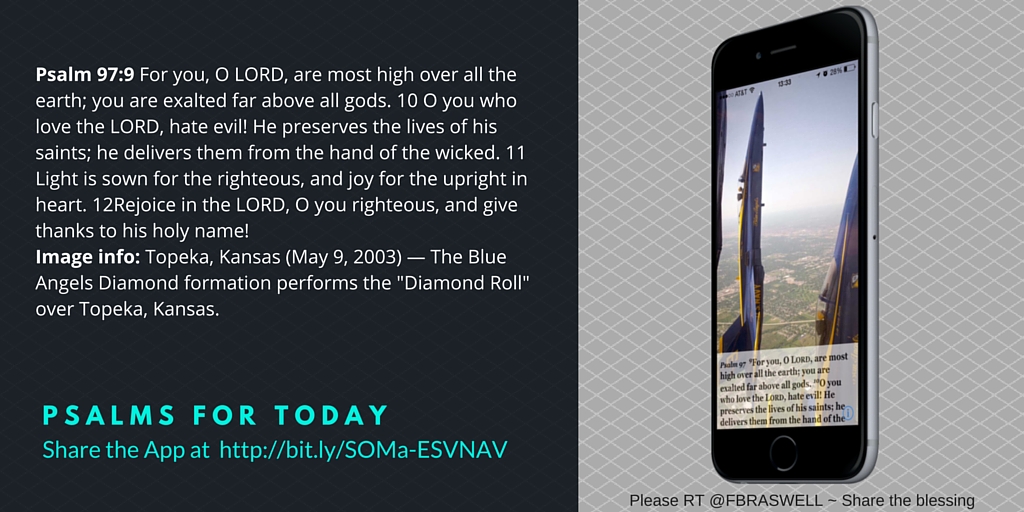 Psalm 97:9 For you, O LORD, are most high over all the
earth; you are exalted far above all gods. 10 O you who
love the LORD, hate evil! He preserves the lives of his
saints; he delivers them from the hand of the wicked. 11
Light is sown for the righteous, and joy for the upright in
heart. 12Rejoice in the LORD, O you righteous, and give
thanks to his holy name!
Image info: Topeka, Kansas (May 9, 2003) — The Blue
Angels Diamond formation performs the "Diamond Roll"
over Topeka, Kansas.
PSALMS FOR TODAY
Share the App at http://bit.ly/SOMa-ESVNAV
AT&T 13:33 28%
NAVY
Psalm 97 ⁹For you, O LORD, are most
high over all the earth; you are
exalted far above all gods. ¹⁰O you
who love the LORD, hate evil! He
preserves the lives of his saints; he
delivers them from the hand of the
Please RT @FBRASWELL ~ Share the blessing